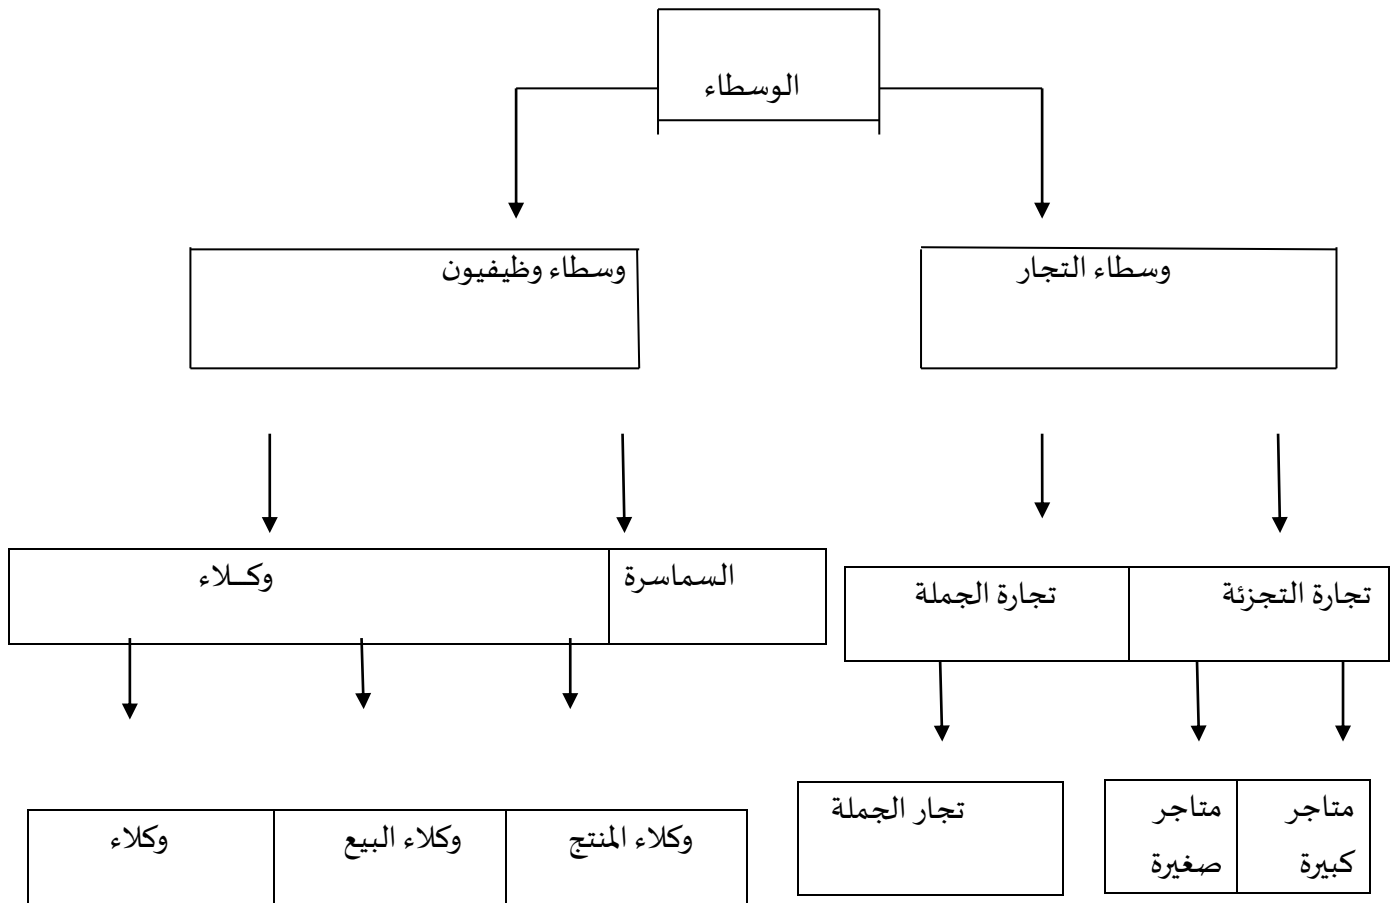 الوسطاء
وسطاء التجار
وسطاء وظيفيون
تجارة التجزئة
تجارة الجملة
السماسرة
وكــلاء
متاجر
كبيرة
متاجر
صغيرة
تجار الجملة
وكلاء المنتج
وكلاء البيع
وكلاء